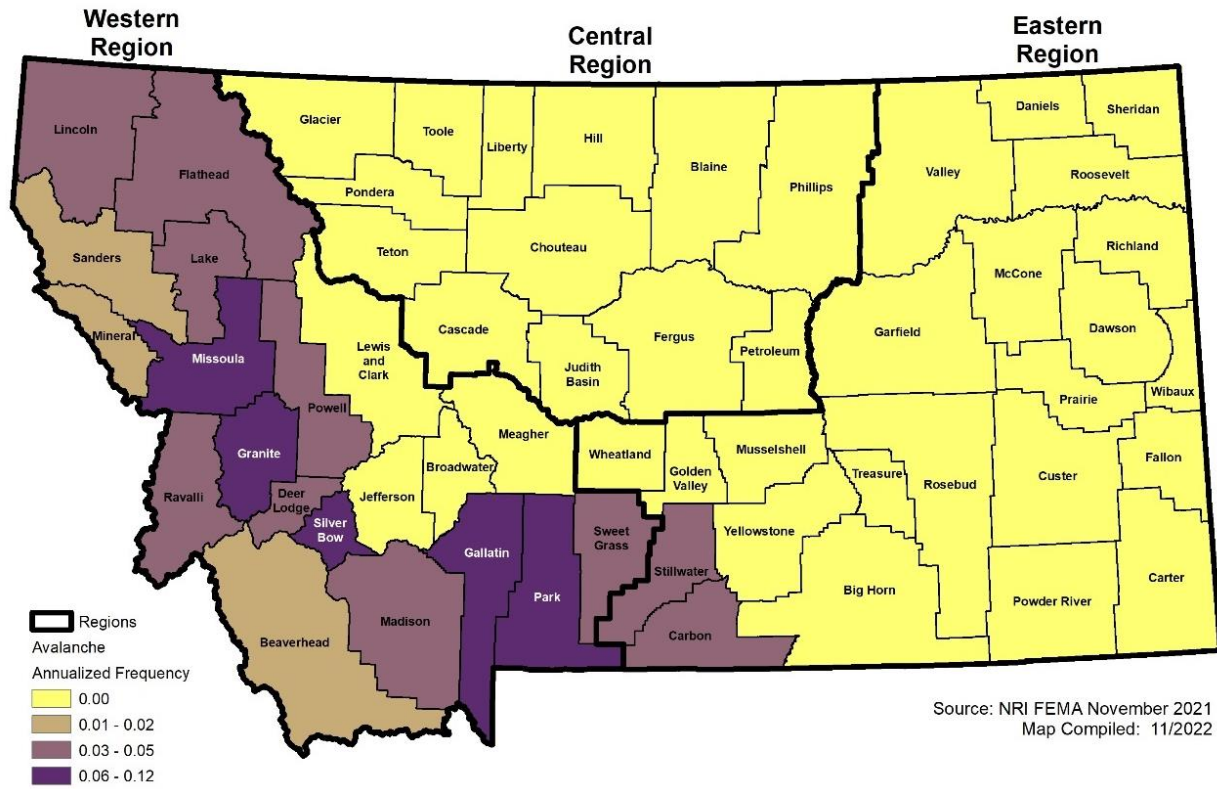 Western
Region
Central
Region
Eastern
Region
Lincoln
Flathead
Glacier
Toole
Liberty
Hill
Blaine
Phillips
Valley
Daniels
Sheridan
Roosevelt
Pondera
Teton
Chouteau
Sanders
Lake
Mineral
Missoula
Lewis
and
Clark
Cascade
Judith
Basin
Fergus
Petroleum
Garfield
McCone
Richland
Dawson
Prairie
Wibaux
Powell
Granite
Ravalli
Deer
Lodge
Silver
Bow
Jefferson
Broadwater
Meagher
Wheatland
Golden
Valley
Musselshell
Treasure
Rosebud
Custer
Fallon
Yellowstone
Gallatin
Park
Sweet
Grass
Stillwater
Carbon
Big Horn
Powder River
Carter
Madison
Beaverhead
Regions
Avalanche
Annualized Frequency
0.00
0.01 - 0.02
0.03 - 0.05
0.06 - 0.12
Source: NRI FEMA November 2021
Map Compiled: 11/2022